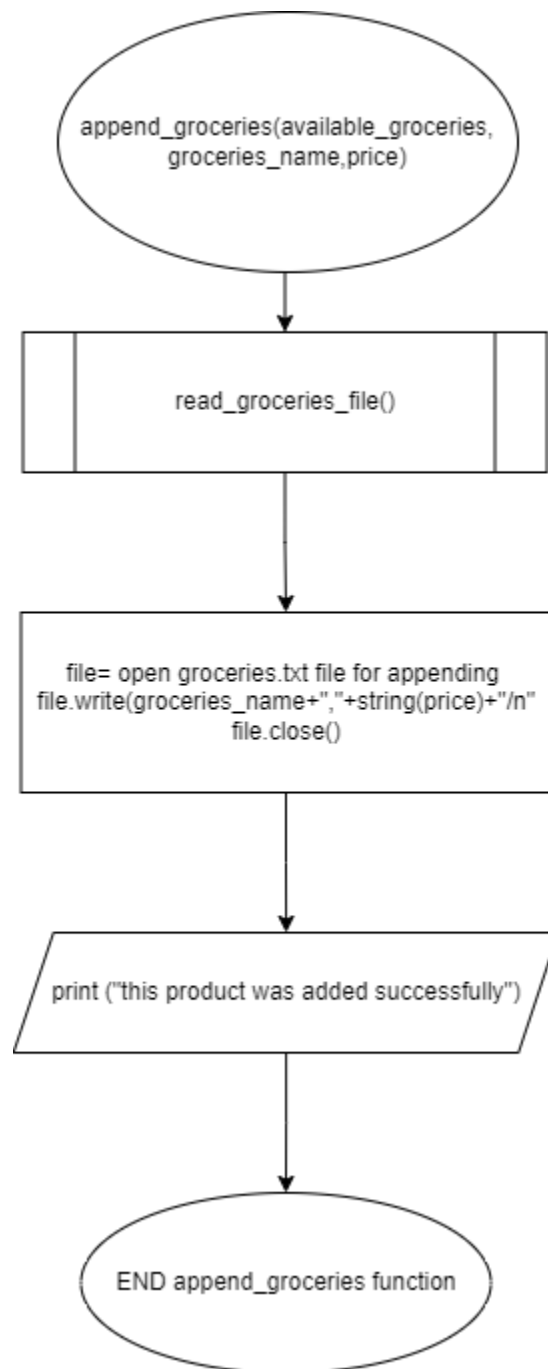 append_groceries(available_groceries,
groceries_name,price)
read_groceries_file()
file= open groceries.txt file for appending
file.write(groceries_name+","+string(price)+"/n"
file.close()
print ("this product was added successfully")
END append_groceries function